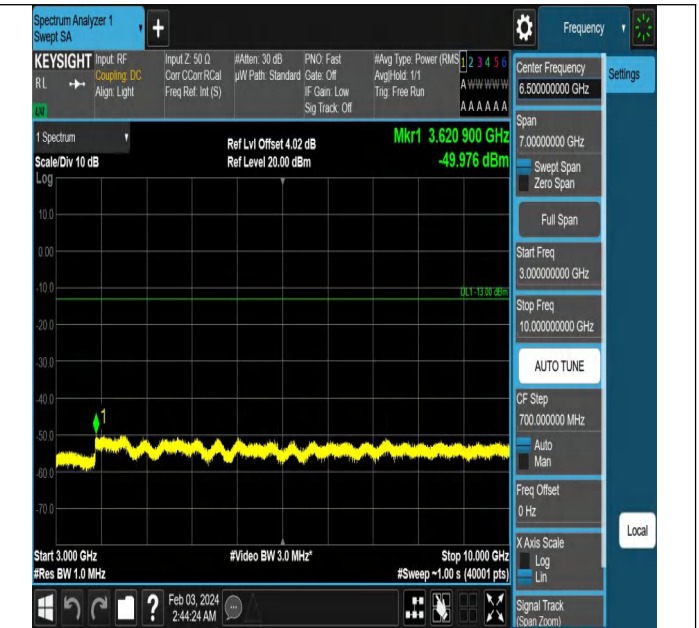 Spectrum Analyzer 1
Swept SA
+
Frequency
KEYSIGHT
RL
Input: RF
Coupling: DC
Align: Light
Input Z: 50 Ω
Corr CCorr RCal
Freq Ref: Int (S)
#Atten: 30 dB
µW Path: Standard
PNO: Fast
Gate: Off
IF Gain: Low
Sig Track: Off
#Avg Type: Power (RMS
Avg|Hold: 1/1
Trig: Free Run
1 2 3 4 5 6
A W W W W W
A A A A A A
1 Spectrum
Scale/Div 10 dB
Log
Ref Lvl Offset 4.02 dB
Ref Level 20.00 dBm
Mkr1 3.620 900 GHz
-49.976 dBm
10.0
0.00
-10.0
DL1 -13.00 dBm
-20.0
-30.0
-40.0
1
-50.0
-60.0
-70.0
Start 3.000 GHz
#Res BW 1.0 MHz
#Video BW 3.0 MHz*
Stop 10.000 GHz
#Sweep ~1.00 s (40001 pts)
?
Feb 03, 2024
2:44:24 AM
Settings
Center Frequency
6.50000000 GHz
Span
7.00000000 GHz
Swept Span
Zero Span
Full Span
Start Freq
3.000000000 GHz
Stop Freq
10.000000000 GHz
AUTO TUNE
CF Step
700.000000 MHz
Auto
Man
Freq Offset
0 Hz
X Axis Scale
Log
Lin
Signal Track
(Span Zoom)
Local